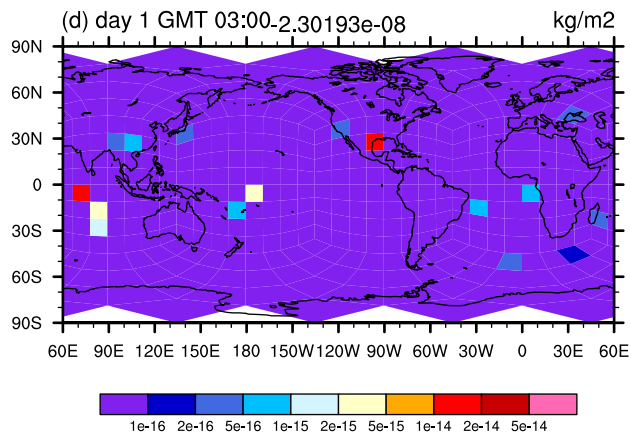 (d) day 1 GMT 03:00 -2.30193e-08 kg/m2
90N
60N
30N
0
30S
60S
90S
60E 90E 120E 150E 180 150W 120W 90W 60W 30W 0 30E 60E
1e-16 2e-16 5e-16 1e-15 2e-15 5e-15 1e-14 2e-14 5e-14